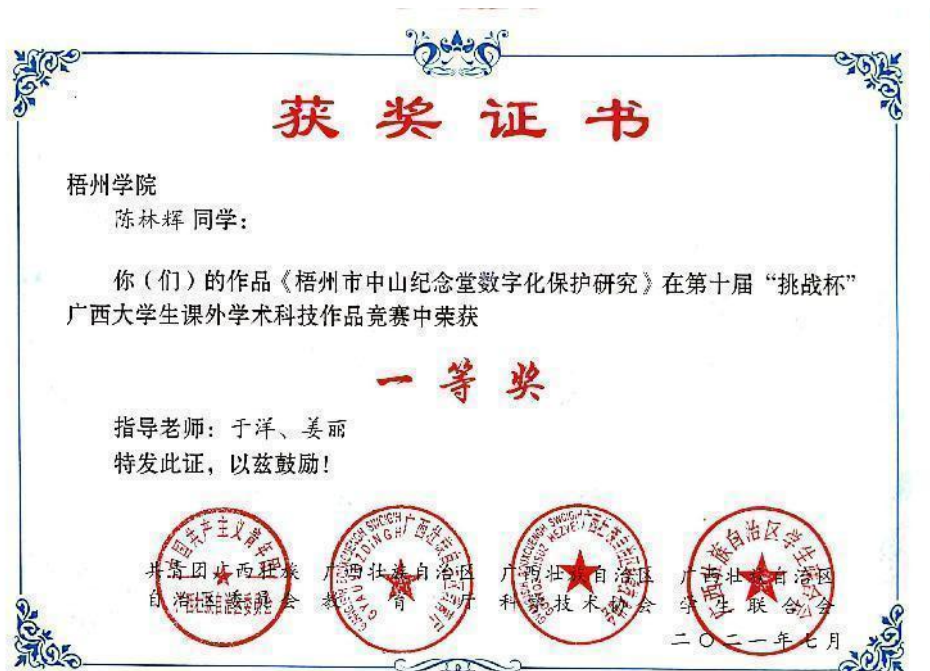 获奖证书
梧州学院
陈林辉 同学：
你（们）的作品《梧州市中山纪念堂数字化保护研究》在第十届“挑战杯”
广西大学生课外学术科技作品竞赛中荣获
一等奖
指导老师：于洋、姜丽
特发此证，以兹鼓励！
共青团广西壮族 广西壮族自治区 广西壮族自治区 广西壮族自治区
自治区委员会 教育厅 科学技术协会 学生联合会
二〇二一年七月